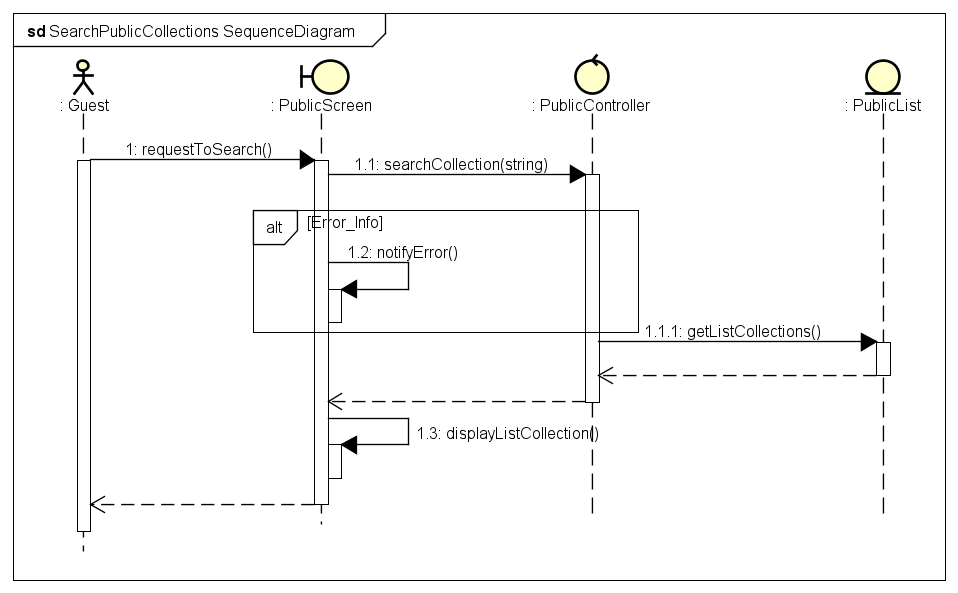 sd SearchPublicCollections SequenceDiagram
: Guest
: PublicScreen
: PublicController
: PublicList
1: requestToSearch()
1.1: searchCollection(string)
alt
[Error_Info]
1.2: notifyError()
1.1.1: getListCollections()
1.3: displayListCollection()